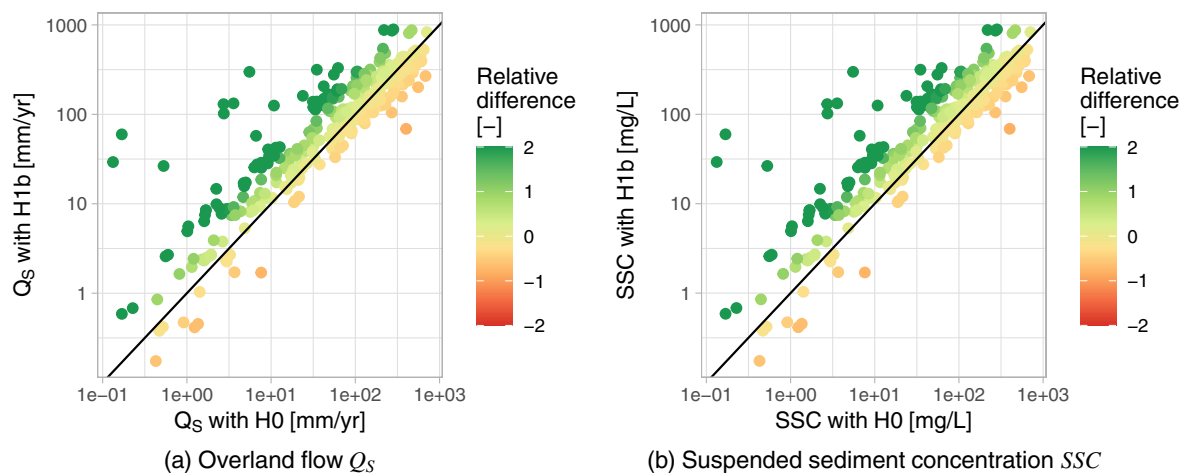 1000
100
10
1
Q_S with H1b [mm/yr]
1e−01 1e+00 1e+01 1e+02 1e+03
Q_S with H0 [mm/yr]
Relative
difference
[−]
2
1
0
−1
−2
(a) Overland flow Q_S
1000
100
10
1
SSC with H1b [mg/L]
1e−01 1e+00 1e+01 1e+02 1e+03
SSC with H0 [mg/L]
Relative
difference
[−]
2
1
0
−1
−2
(b) Suspended sediment concentration SSC